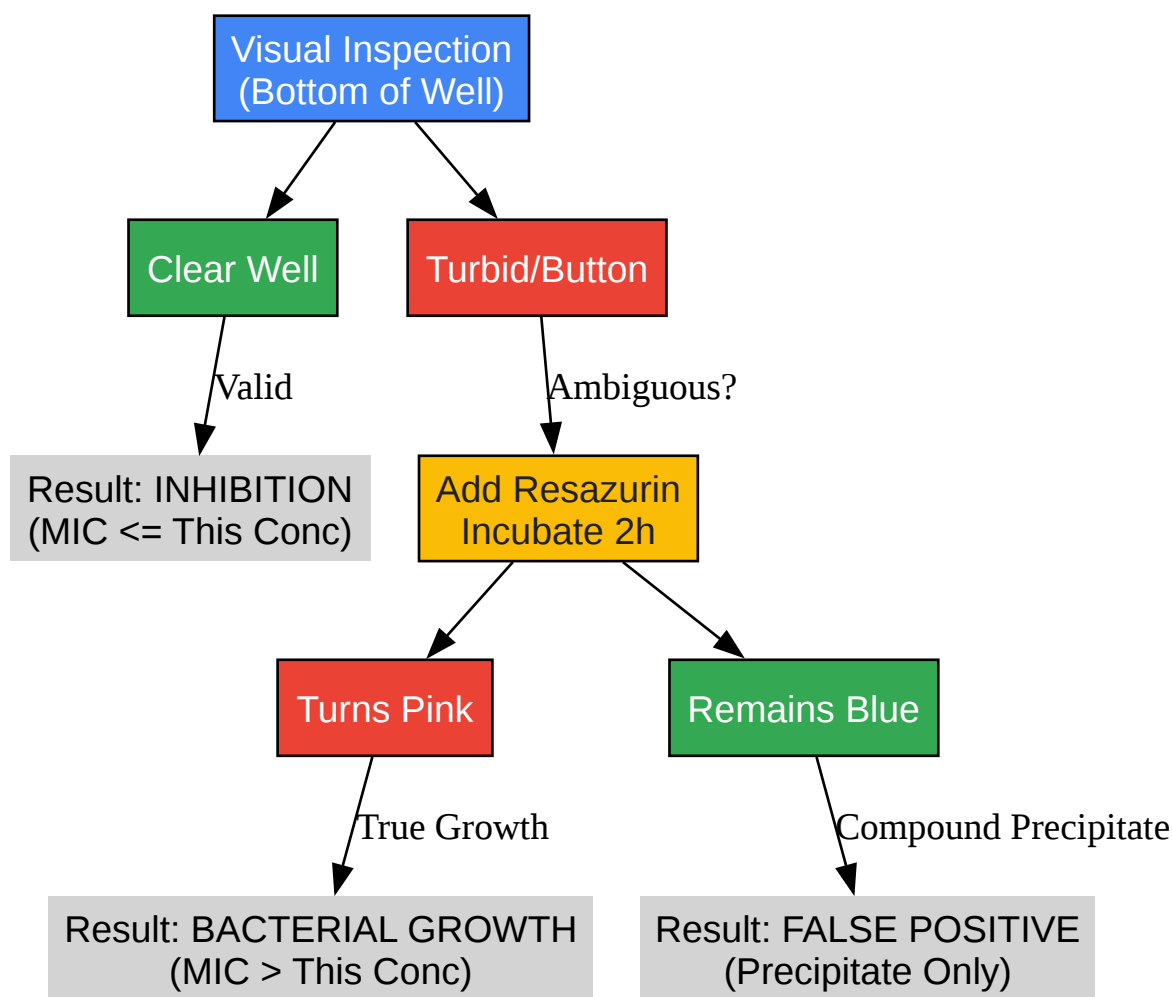 Visual Inspection
(Bottom of Well)
Clear Well
Turbid/Button
Valid
Ambiguous?
Result: INHIBITION
(MIC <= This Conc)
Add Resazurin
Incubate 2h
Turns Pink
Remains Blue
True Growth
Compound Precipitate
Result: BACTERIAL GROWTH
(MIC > This Conc)
Result: FALSE POSITIVE
(Precipitate Only)